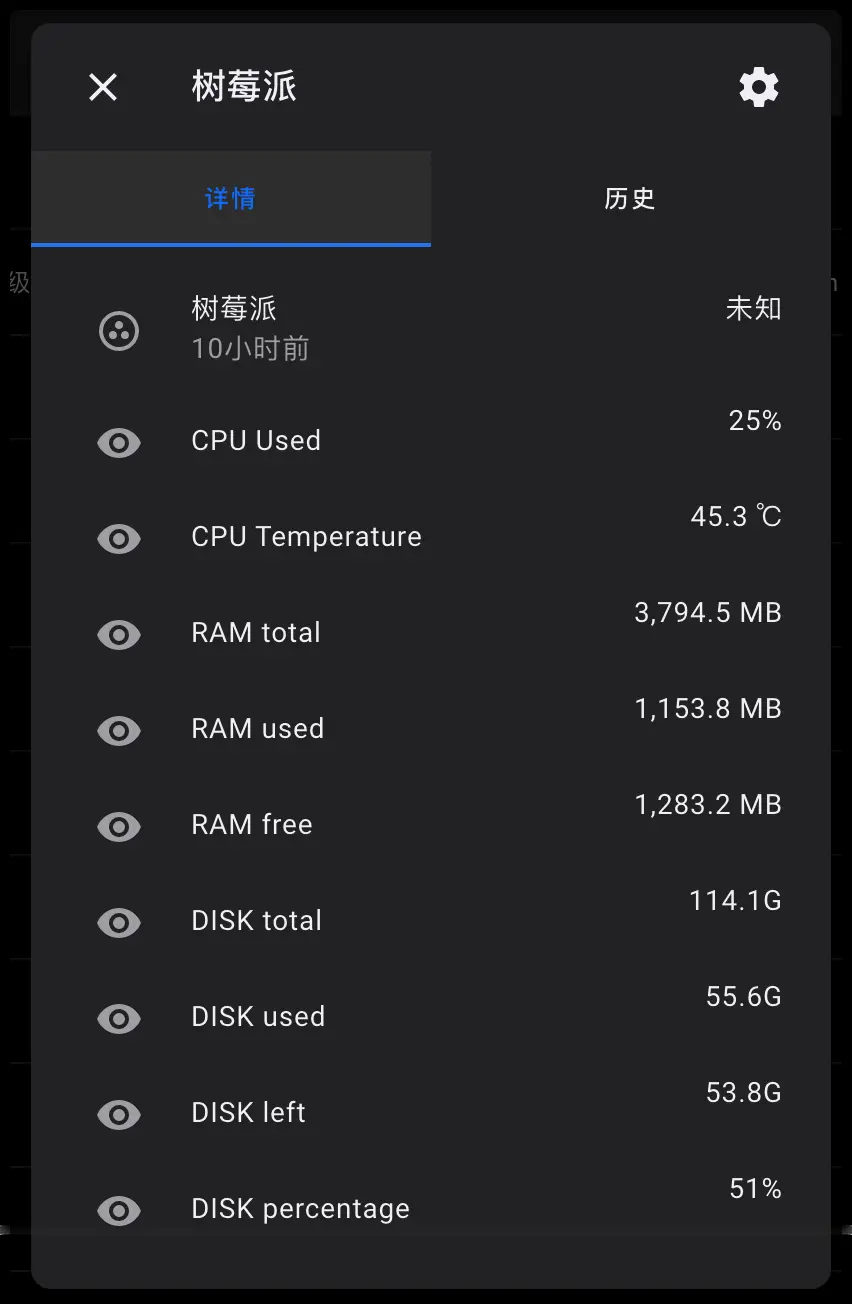 树莓派
详情
历史
级
树莓派
未知
10小时前
CPU Used
25%
CPU Temperature
45.3 ℃
RAM total
3,794.5 MB
RAM used
1,153.8 MB
RAM free
1,283.2 MB
DISK total
114.1G
DISK used
55.6G
DISK left
53.8G
DISK percentage
51%